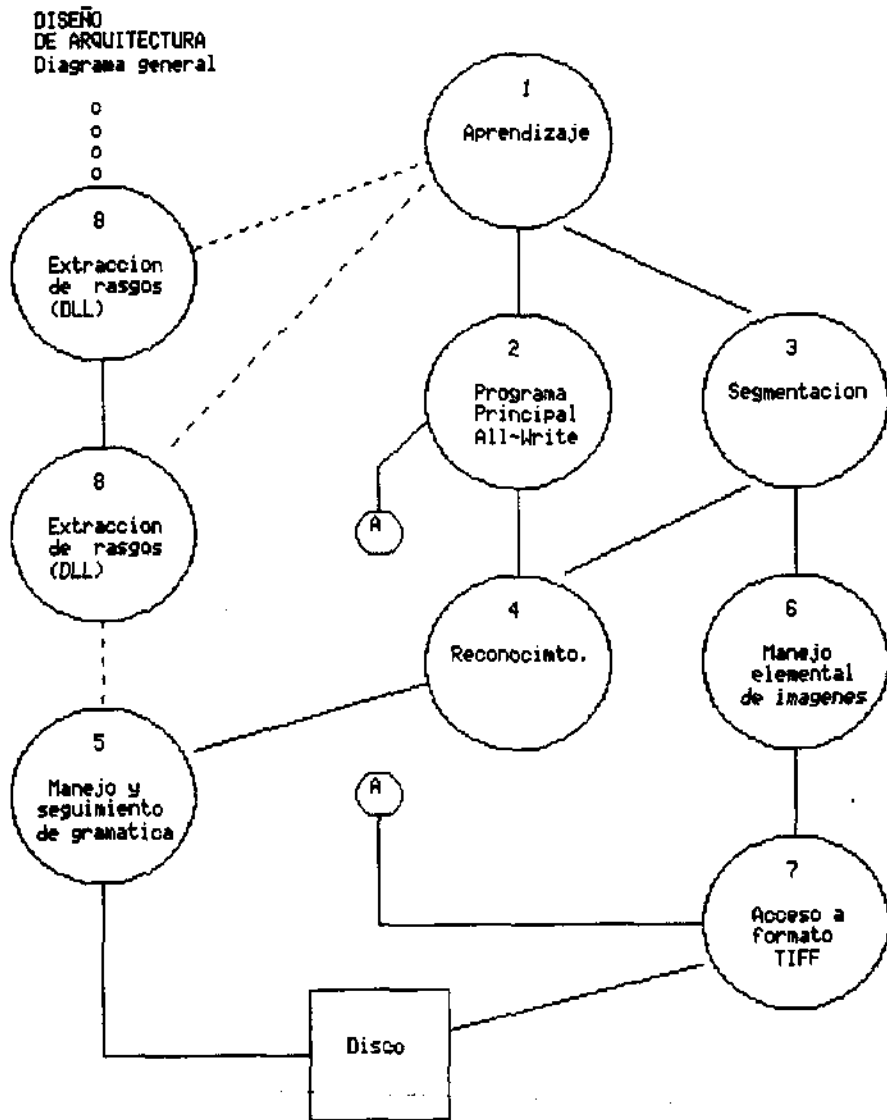 DISEÑO
DE ARQUITECTURA
Diagrama general
1
Aprendizaje
8
Extraccion
de rasgos
(DLL)
2
Programa
Principal
All-Write
3
Segmentacion
A
8
Extraccion
de rasgos
(DLL)
4
Reconocimto.
6
Manejo
elemental
de imagenes
5
Manejo y
seguimiento
de gramatica
A
7
Acceso a
formato
TIFF
Disco